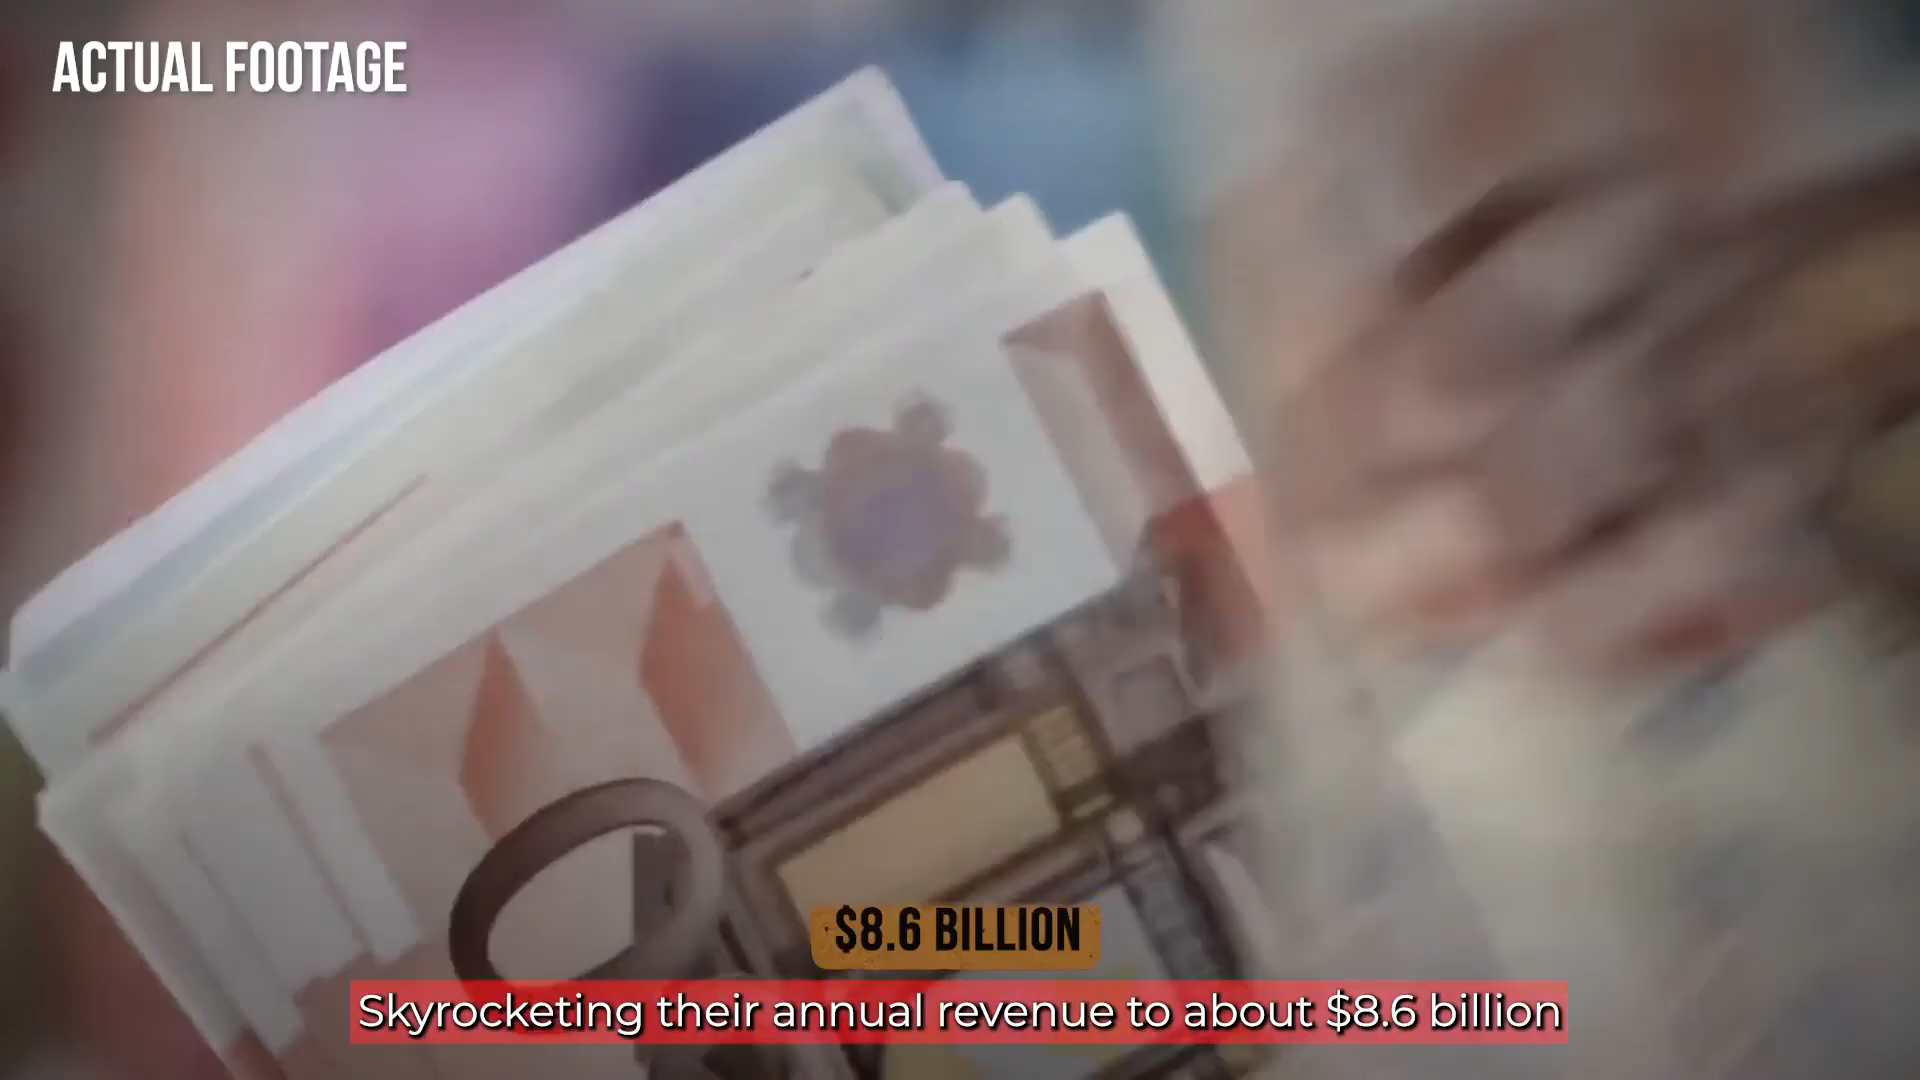 ACTUAL FOOTAGE
$8.6 BILLION
Skyrocketing their annual revenue to about $8.6 billion